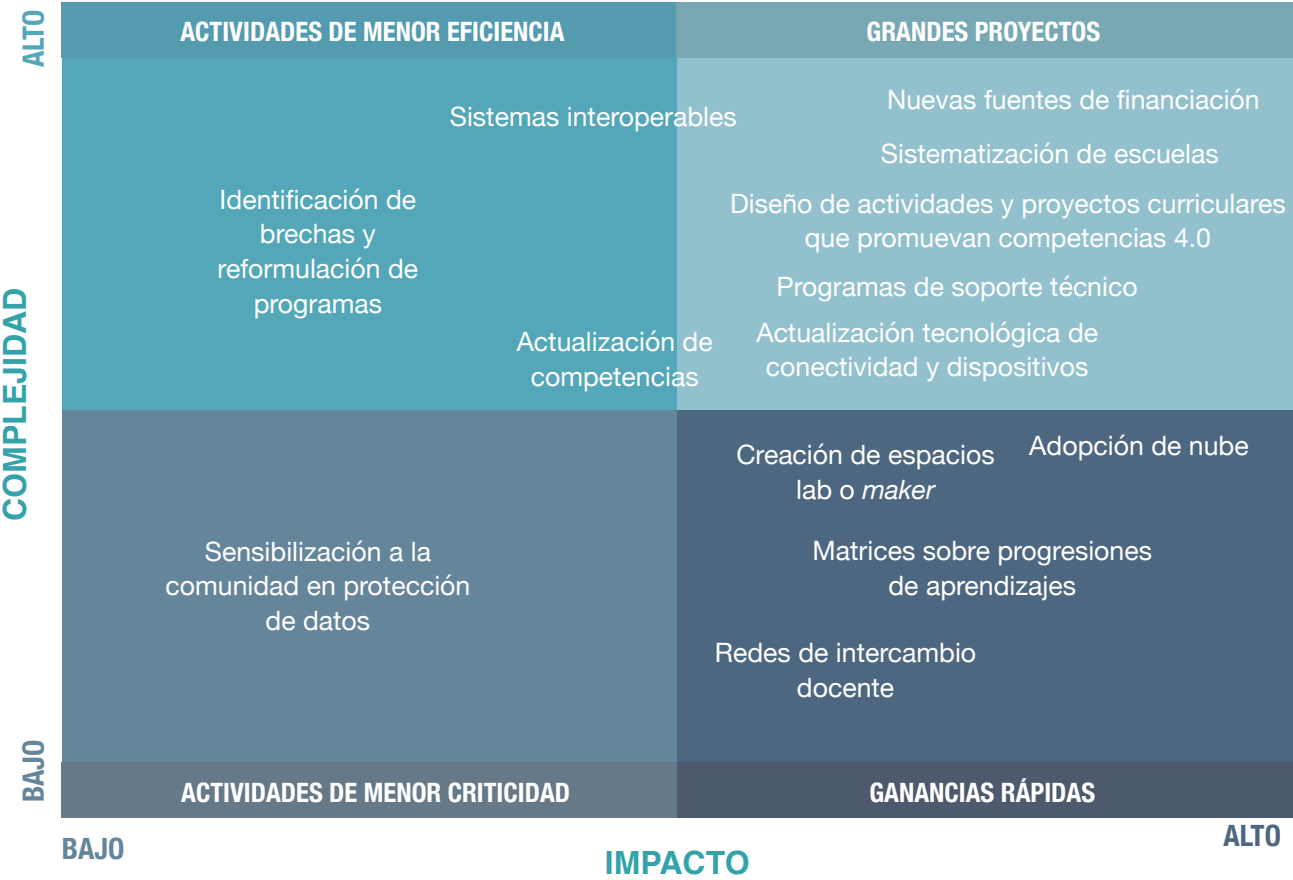 ALTO
ACTIVIDADES DE MENOR EFICIENCIA
GRANDES PROYECTOS
Sistemas interoperables
Nuevas fuentes de financiación
Sistematización de escuelas
Identificación de
brechas y
reformulación de
programas
Diseño de actividades y proyectos curriculares
que promuevan competencias 4.0
Programas de soporte técnico
Actualización de
competencias
Actualización tecnológica de
conectividad y dispositivos
COMPLEJIDAD
Creación de espacios
lab o maker
Adopción de nube
Sensibilización a la
comunidad en protección
de datos
Matrices sobre progresiones
de aprendizajes
Redes de intercambio
docente
BAJO
ACTIVIDADES DE MENOR CRITICIDAD
GANANCIAS RÁPIDAS
BAJO
IMPACTO
ALTO